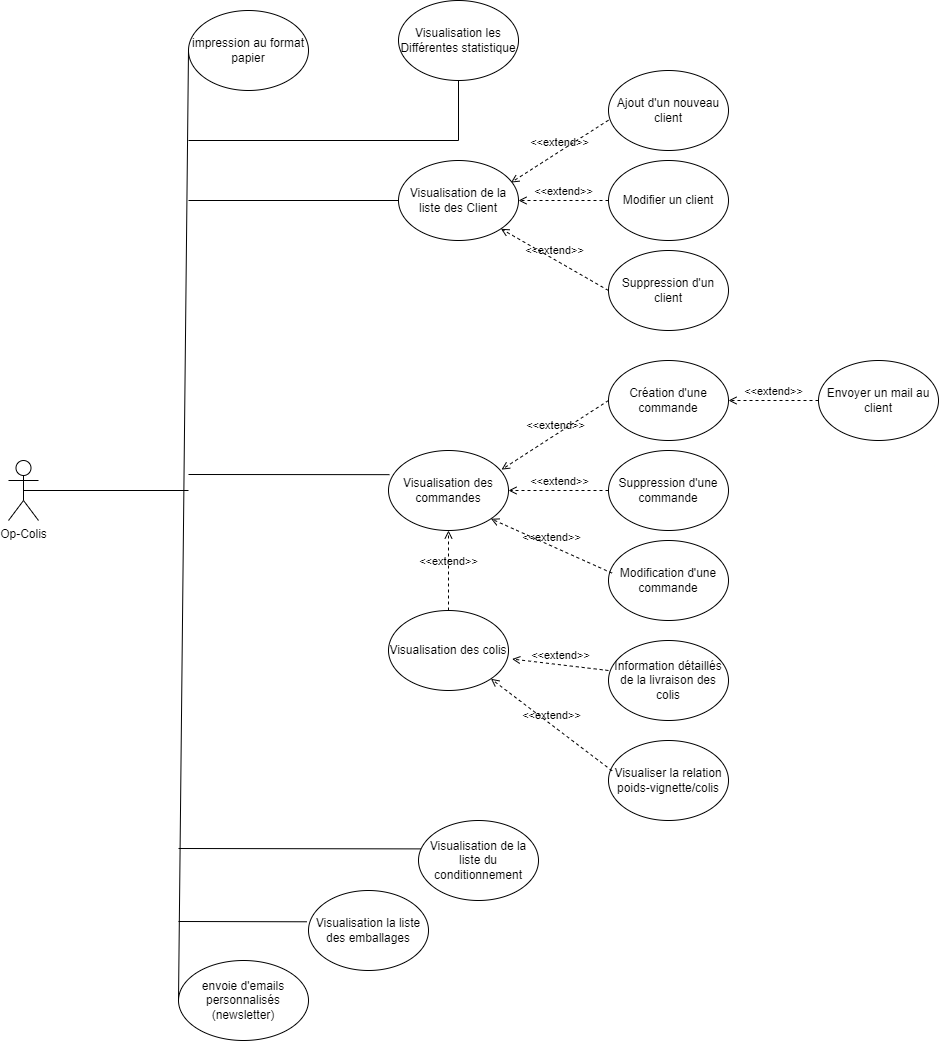 impression au format
papier
Visualisation les
Différentes statistique
Ajout d'un nouveau
client
<<extend>>
Visualisation de la
liste des Client
<<extend>>
Modifier un client
<<extend>>
Suppression d'un
client
Création d'une
commande
<<extend>>
Envoyer un mail au
client
<<extend>>
Visualisation des
commandes
<<extend>>
Suppression d'une
commande
Op-Colis
<<extend>>
Modification d'une
commande
<<extend>>
Visualisation des colis
<<extend>>
Information détaillés
de la livraison des
colis
<<extend>>
Visualiser la relation
poids-vignette/colis
Visualisation de la
liste du
conditionnement
Visualisation la liste
des emballages
envoie d'emails
personnalisés
(newsletter)